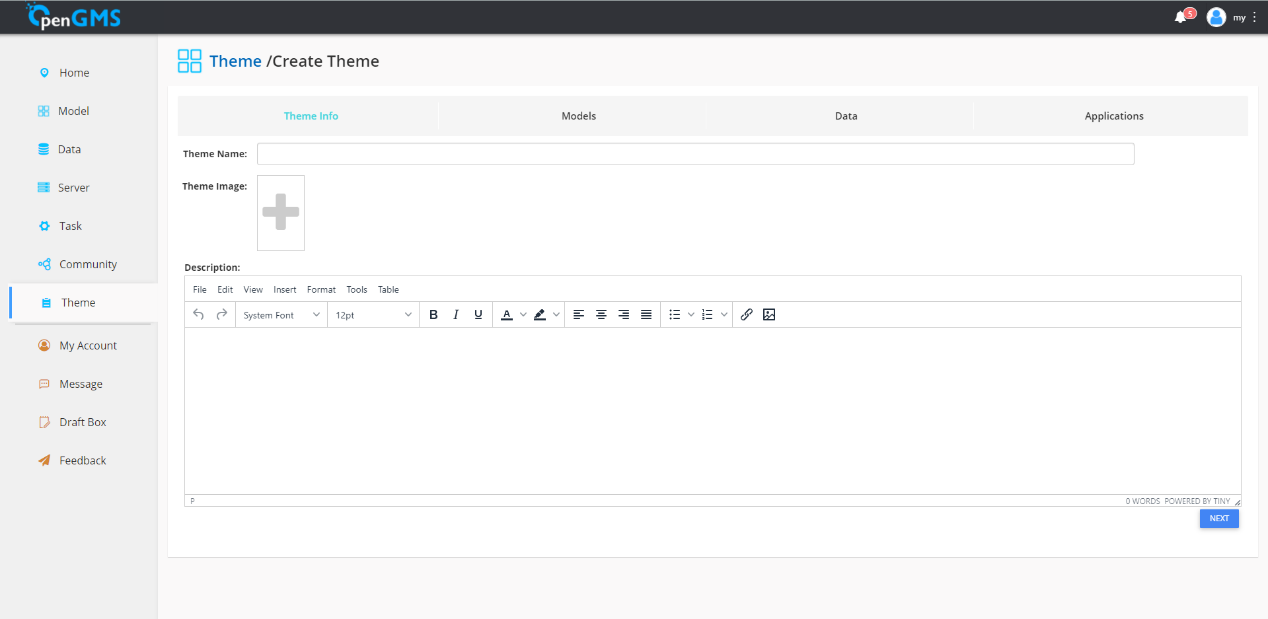 OpenGMS
5
my
Home
Model
Data
Server
Task
Community
Theme
My Account
Message
Draft Box
Feedback
Theme /Create Theme
Theme Info Models Data Applications
Theme Name:
Theme Image:
Description:
File Edit View Insert Format Tools Table
System Font 12pt B I U A
P 0 WORDS POWERED BY TINY
NEXT